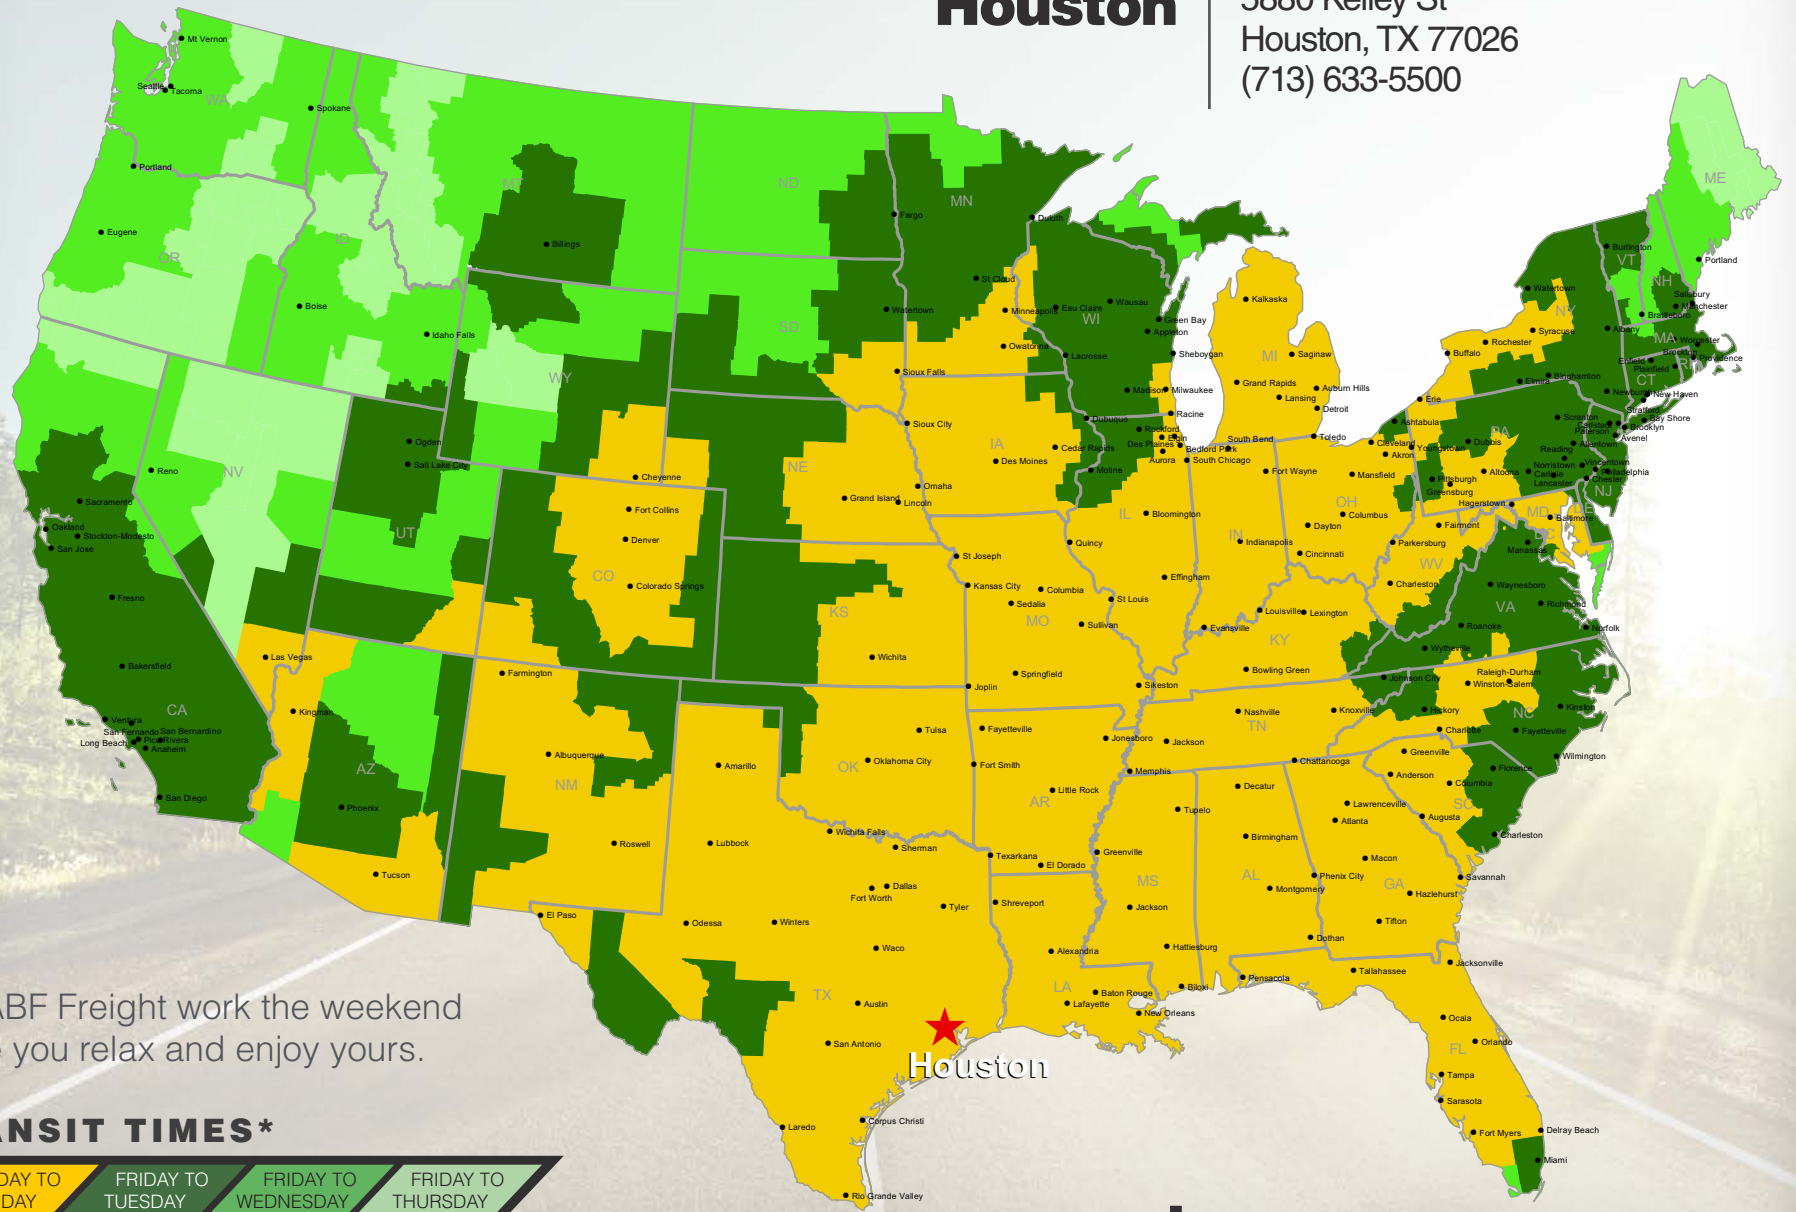 Houston
5880 Kelley St
Houston, TX 77026
(713) 633-5500
Mt Vernon
Seattle
Tacoma
WA
Spokane
Portland
Eugene
OR
ID
Boise
Idaho Falls
MT
Billings
ND
Fargo
MN
Duluth
St Cloud
Minneapolis
Owatonna
Watertown
SD
Sioux Falls
WY
Cheyenne
Reno
NV
Las Vegas
Ogden
Salt Lake City
UT
Sacramento
Oakland
Stockton-Modesto
San Jose
Fresno
Bakersfield
CA
Ventura
San Fernando
San Bernardino
Pico Rivera
Long Beach
Anaheim
San Diego
Kingman
AZ
Phoenix
Tucson
Fort Collins
Denver
CO
Colorado Springs
Farmington
Albuquerque
NM
Roswell
NE
Grand Island
Lincoln
Omaha
Sioux City
IA
Des Moines
Cedar Rapids
Dubuque
Moline
KS
Wichita
OK
Tulsa
Oklahoma City
Eau Claire
Wausau
WI
Green Bay
Appleton
Lacrosse
Sheboygan
Madison
Milwaukee
Racine
Rockford
Elgin
Des Plaines
Bedford Park
Aurora
South Chicago
IL
Bloomington
Quincy
Effingham
St Joseph
Kansas City
Columbia
Sedalia
MO
St Louis
Sullivan
Springfield
Joplin
Sikeston
Kalkaska
MI
Saginaw
Grand Rapids
Lansing
Auburn Hills
Detroit
South Bend
Toledo
Fort Wayne
IN
Indianapolis
Evansville
Cleveland
Ashtabula
Youngstown
Akron
Mansfield
OH
Columbus
Dayton
Cincinnati
Louisville
Lexington
KY
Bowling Green
Parkersburg
Fairmont
WV
Charleston
Erie
Buffalo
Rochester
Syracuse
Watertown
NY
Elmira
Binghamton
Albany
Newburgh
Burlington
VT
NH
ME
Portland
Salisbury
Manchester
Brattleboro
MA
Worcester
Brockton
Enfield
Plainfield
Providence
RI
CT
New Haven
Stratford
Bay Shore
Brooklyn
Carlstadt
Paterson
Avenel
Scranton
PA
Dubois
Allentown
Reading
Norristown
Vincentown
Philadelphia
Carlisle
Lancaster
Chester
Altoona
Pittsburgh
Greensburg
NJ
Hagerstown
MD
DE
Baltimore
DC
Manassas
Waynesboro
VA
Richmond
Roanoke
Norfolk
Wytheville
Johnson City
Raleigh-Durham
Winston-Salem
Hickory
NC
Kinston
Charlotte
Fayetteville
Wilmington
Greenville
Anderson
Columbia
SC
Florence
Charleston
Nashville
Knoxville
TN
Jackson
Memphis
Chattanooga
Fayetteville
Jonesboro
Fort Smith
Little Rock
AR
El Dorado
Texarkana
Tupelo
Greenville
MS
Jackson
Hattiesburg
Biloxi
Decatur
Birmingham
AL
Montgomery
Dothan
Lawrenceville
Atlanta
Augusta
Macon
Phenix City
GA
Hazlehurst
Savannah
Tifton
Shreveport
Alexandria
LA
Baton Rouge
Lafayette
New Orleans
Pensacola
Tallahassee
Jacksonville
Ocala
Orlando
FL
Tampa
Sarasota
Fort Myers
Delray Beach
Miami
Amarillo
Lubbock
Wichita Falls
Sherman
Dallas
Fort Worth
Tyler
El Paso
Odessa
Winters
Waco
TX
Austin
San Antonio
Houston
Corpus Christi
Laredo
Rio Grande Valley
ABF Freight work the weekend
you relax and enjoy yours.
TRANSIT TIMES*
FRIDAY TO
TUESDAY
FRIDAY TO
WEDNESDAY
FRIDAY TO
THURSDAY